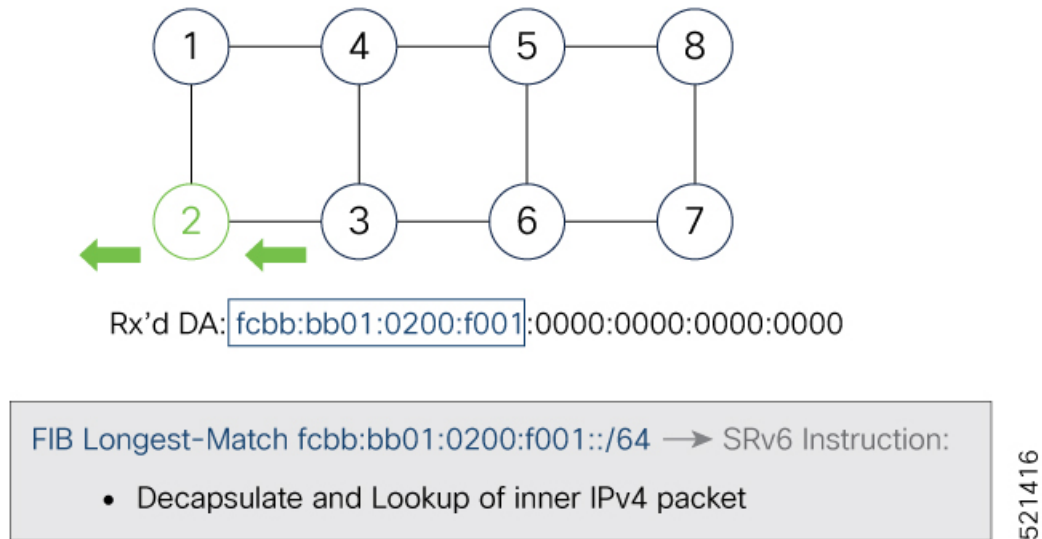 1 4 5 8
2 3 6 7
Rx'd DA: fcbb:bb01:0200:f001:0000:0000:0000:0000
FIB Longest-Match fcbb:bb01:0200:f001::/64 → SRv6 Instruction:
• Decapsulate and Lookup of inner IPv4 packet
521416